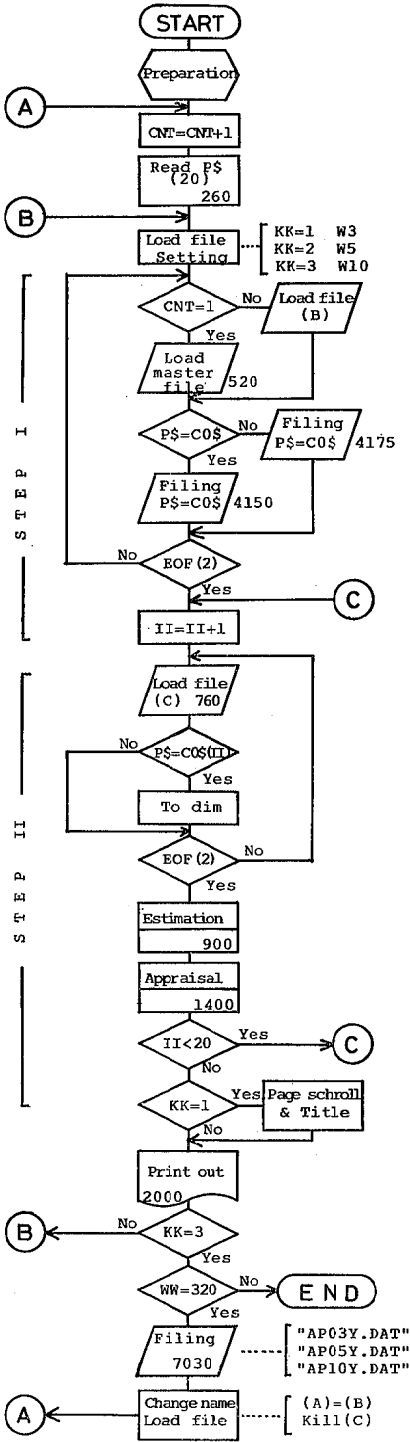 START
Preparation
A
CNT=CNT+1
Read P$
(20)
260
B
Load file
Setting
KK=1 W3
KK=2 W5
KK=3 W10
CNT=1
No
Load file
(B)
Yes
Load
master
file
520
P$=C0$
No
Filing
P$=C0$
4175
Yes
Filing
P$=C0$
4150
STEP I
No
EOF(2)
Yes
C
II=II+1
Load file
(C) 760
No
P$=C0$(II)
Yes
To dim
EOF(2)
No
Yes
STEP II
Estimation
900
Appraisal
1400
II<20
Yes
C
No
KK=1
Yes
Page schroll
& Title
No
Print out
2000
B
No
KK=3
Yes
WW=320
No
END
Yes
Filing
7030
"AP03Y.DAT"
"AP05Y.DAT"
"AP10Y.DAT"
A
Change name
Load file
(A)=(B)
Kill(C)